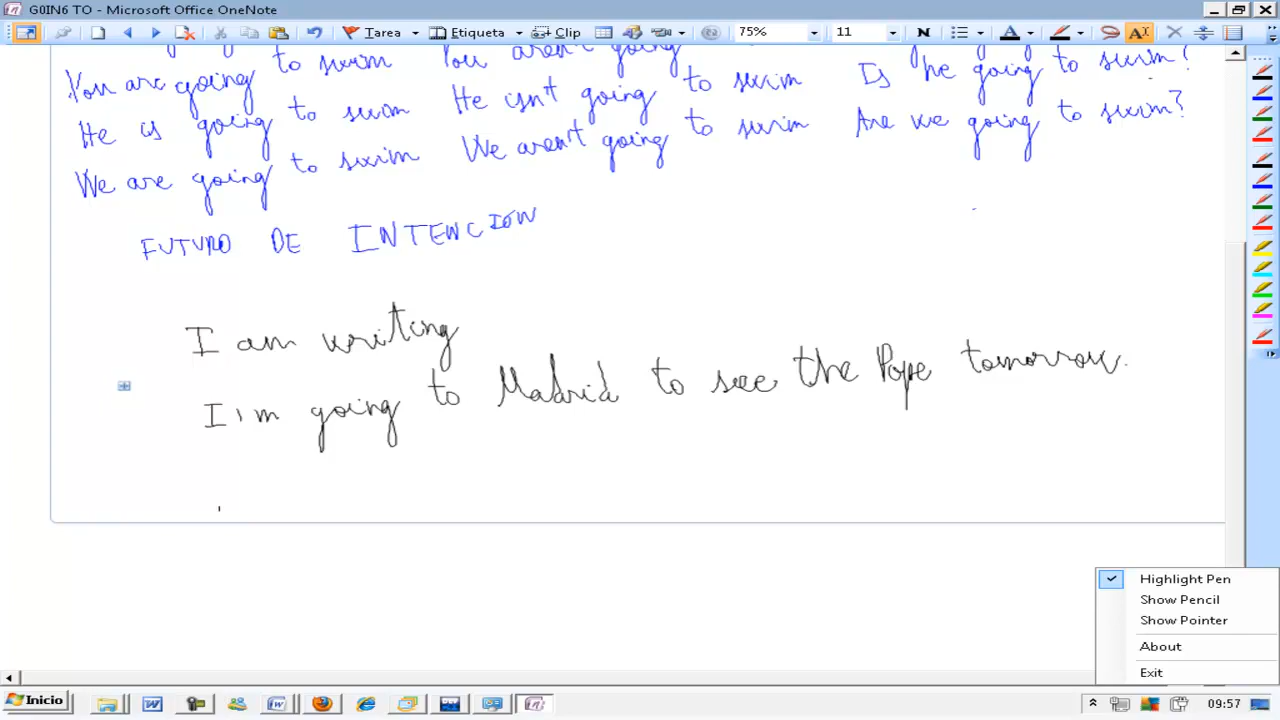 G0IN6 TO - Microsoft Office OneNote
Tarea Etiqueta Clip 75% 11 N A
to swim You aren't going
You are going Is he going to swim?
He is going to swim He isn't going to swim Are we going to swim?
We are going to swim We aren't going to swim
FUTURO DE INTENCION
I am writing
I'm going to Madrid to see the Pope tomorrow.
Highlight Pen
Show Pencil
Show Pointer
About
Exit
Inicio 09:57